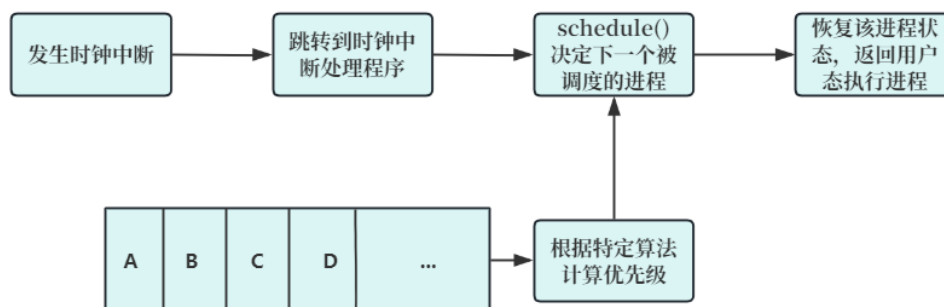 发生时钟中断
跳转到时钟中
断处理程序
schedule()
决定下一个被
调度的进程
恢复该进程状
态，返回用户
态执行进程
A B C D ...
根据特定算法
计算优先级